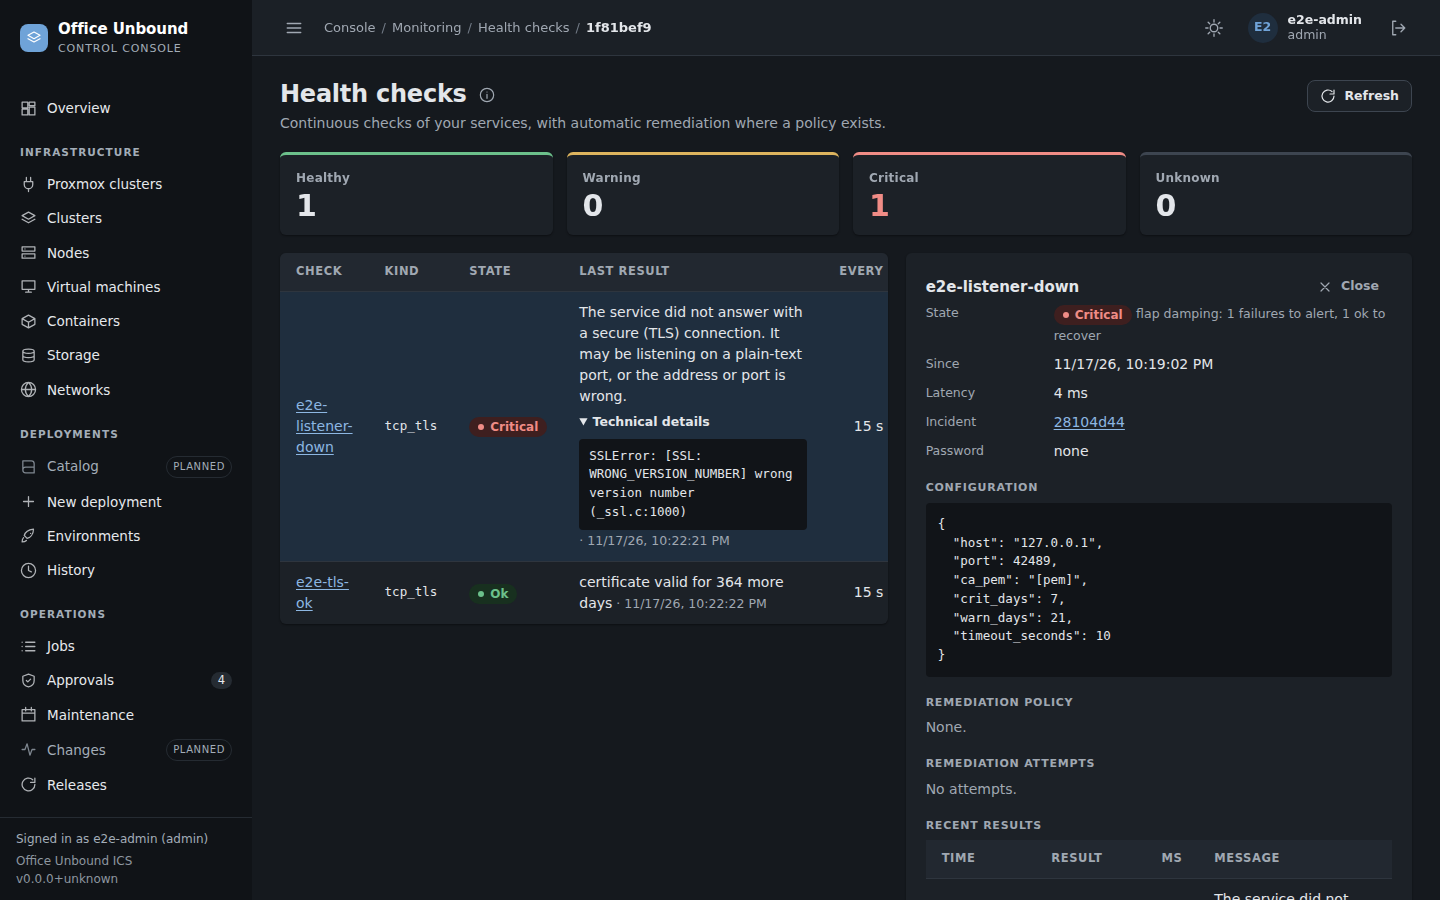 Office Unbound
CONTROL CONSOLE
Overview
INFRASTRUCTURE
Proxmox clusters
Clusters
Nodes
Virtual machines
Containers
Storage
Networks
DEPLOYMENTS
Catalog PLANNED
New deployment
Environments
History
OPERATIONS
Jobs
Approvals 4
Maintenance
Changes PLANNED
Releases
Signed in as e2e-admin (admin)
Office Unbound ICS
v0.0.0+unknown
Console / Monitoring / Health checks / 1f81bef9
E2
e2e-admin
admin
Health checks
Refresh
Continuous checks of your services, with automatic remediation where a policy exists.
Healthy
1
Warning
0
Critical
1
Unknown
0
CHECK KIND STATE LAST RESULT EVERY
e2e-
listener-
down
tcp_tls
Critical
The service did not answer with
a secure (TLS) connection. It
may be listening on a plain-text
port, or the address or port is
wrong.
▼ Technical details
SSLError: [SSL:
WRONG_VERSION_NUMBER] wrong
version number
(_ssl.c:1000)
· 11/17/26, 10:22:21 PM
15 s
e2e-tls-
ok
tcp_tls
Ok
certificate valid for 364 more
days · 11/17/26, 10:22:22 PM
15 s
e2e-listener-down
Close
State Critical flap damping: 1 failures to alert, 1 ok to
recover
Since 11/17/26, 10:19:02 PM
Latency 4 ms
Incident 28104d44
Password none
CONFIGURATION
{
"host": "127.0.0.1",
"port": 42489,
"ca_pem": "[pem]",
"crit_days": 7,
"warn_days": 21,
"timeout_seconds": 10
}
REMEDIATION POLICY
None.
REMEDIATION ATTEMPTS
No attempts.
RECENT RESULTS
TIME RESULT MS MESSAGE
The service did not